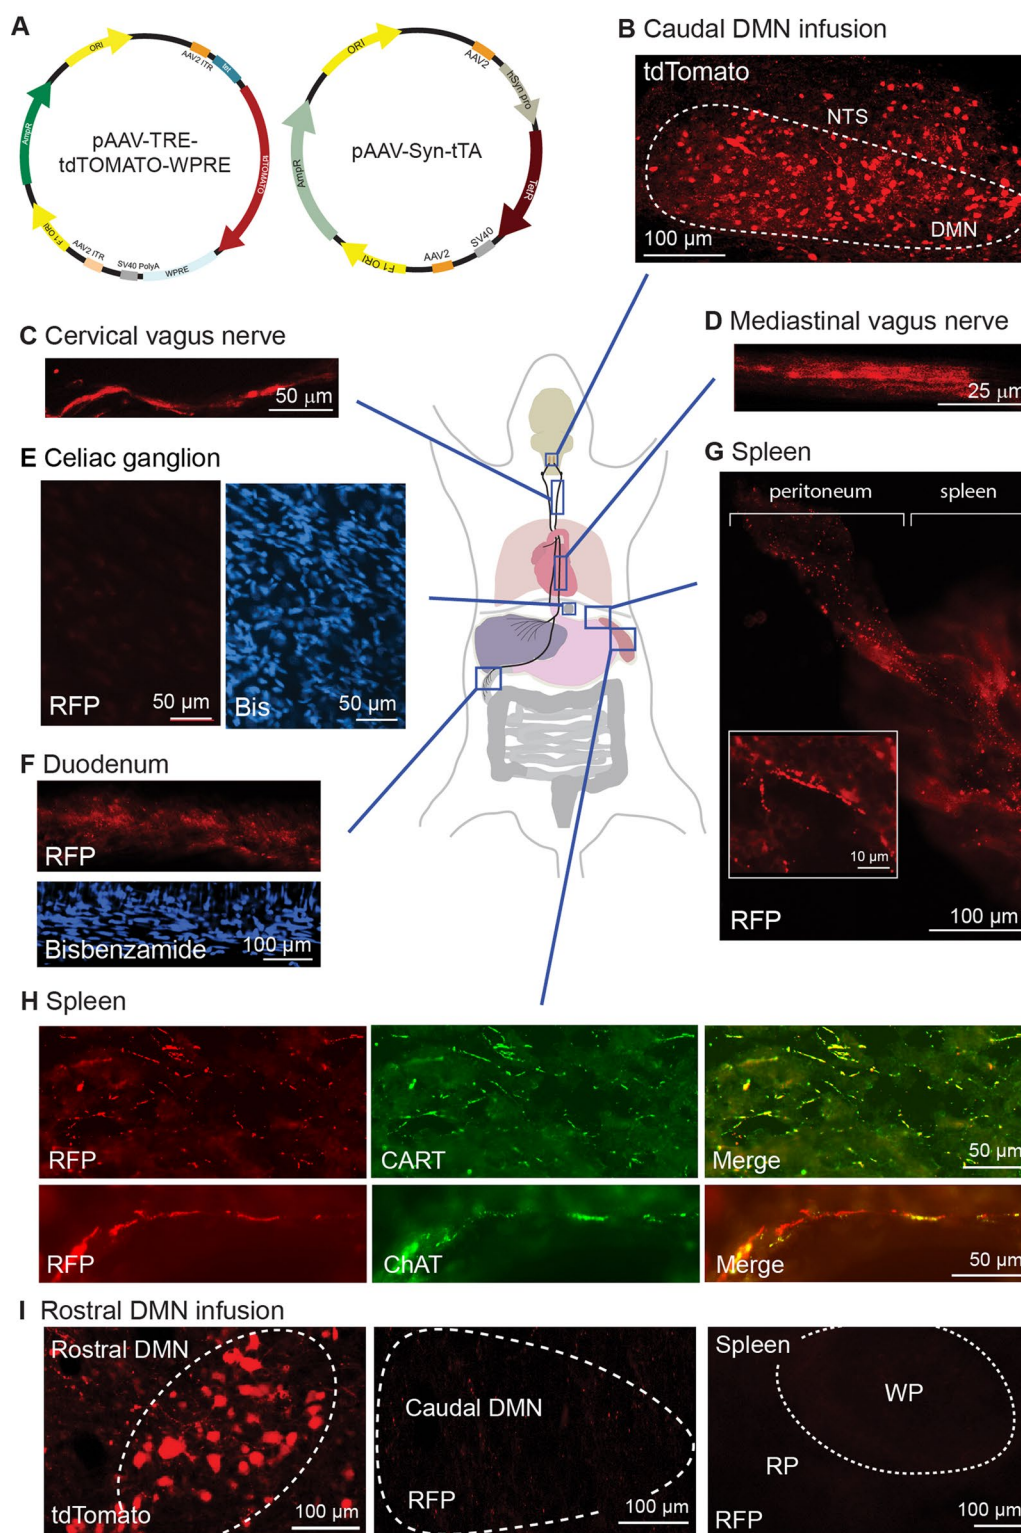 A
ORI
AAV2 ITR
tet
tdTOMATO
WPRE
SV40 PolyA
AAV2 ITR
F1 ORI
AmpR
pAAV-TRE-
tdTOMATO-WPRE
ORI
AAV2
hSyn pro
TetR
SV40
AAV2
F1 ORI
AmpR
pAAV-Syn-tTA
B Caudal DMN infusion
tdTomato
NTS
DMN
100 µm
C Cervical vagus nerve
50 µm
D Mediastinal vagus nerve
25 µm
E Celiac ganglion
RFP
50 µm
Bis
50 µm
F Duodenum
RFP
Bisbenzamide
100 µm
G Spleen
peritoneum
spleen
10 µm
RFP
100 µm
H Spleen
RFP
CART
Merge
50 µm
RFP
ChAT
Merge
50 µm
I Rostral DMN infusion
Rostral DMN
tdTomato
100 µm
Caudal DMN
RFP
100 µm
Spleen
WP
RP
RFP
100 µm